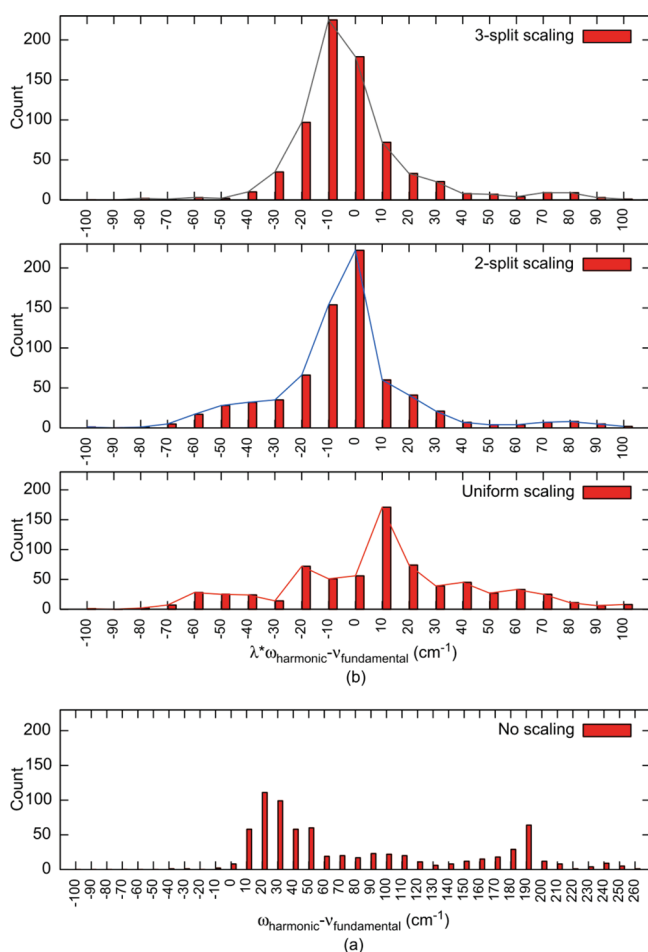 3-split scaling
Count
200
150
100
50
0
-100 -90 -80 -70 -60 -50 -40 -30 -20 -10 0 10 20 30 40 50 60 70 80 90 100
2-split scaling
Count
200
150
100
50
0
-100 -90 -80 -70 -60 -50 -40 -30 -20 -10 0 10 20 30 40 50 60 70 80 90 100
Uniform scaling
Count
200
150
100
50
0
-100 -90 -80 -70 -60 -50 -40 -30 -20 -10 0 10 20 30 40 50 60 70 80 90 100
λ*ωharmonic-νfundamental (cm-1)
(b)
No scaling
Count
200
150
100
50
0
-100 -90 -80 -70 -60 -50 -40 -30 -20 -10 0 10 20 30 40 50 60 70 80 90 100 110 120 130 140 150 160 170 180 190 200 210 220 230 240 250 260
ωharmonic-νfundamental (cm-1)
(a)